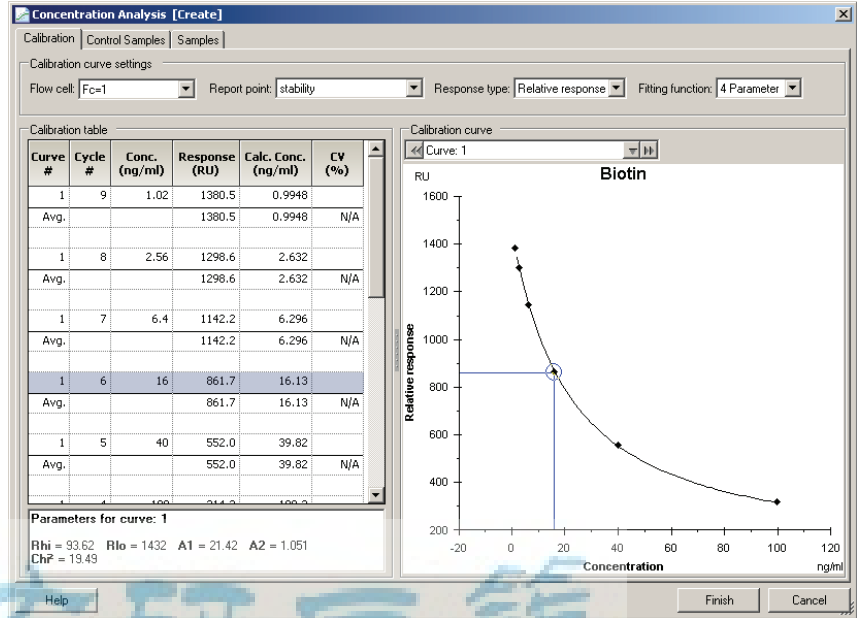 Concentration Analysis [Create]
Calibration Control Samples Samples
Calibration curve settings
Flow cell: Fc=1 Report point: stability Response type: Relative response Fitting function: 4 Parameter
Calibration table
Curve # Cycle # Conc. (ng/ml) Response (RU) Calc. Conc. (ng/ml) CV (%)
1 9 1.02 1380.5 0.9948
Avg. 1380.5 0.9948 N/A
1 8 2.56 1298.6 2.632
Avg. 1298.6 2.632 N/A
1 7 6.4 1142.2 6.296
Avg. 1142.2 6.296 N/A
1 6 16 861.7 16.13
Avg. 861.7 16.13 N/A
1 5 40 552.0 39.82
Avg. 552.0 39.82 N/A
Parameters for curve: 1
Rhi = 93.62 Rlo = 1432 A1 = 21.42 A2 = 1.051
Chi² = 19.49
Calibration curve
Curve: 1
Biotin
RU
1600
1400
1200
1000
800
600
400
200
Relative response
-20 0 20 40 60 80 100 120
Concentration ng/ml
Help Finish Cancel